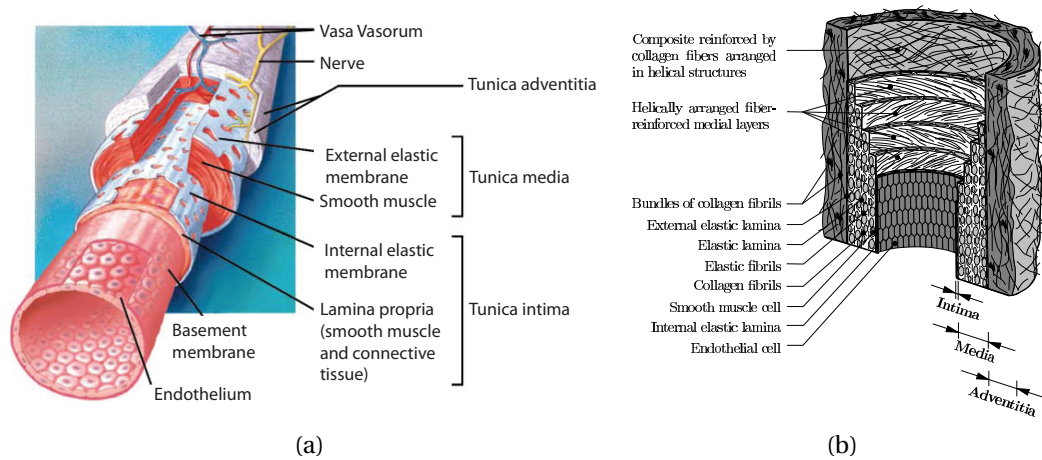 Vasa Vasorum
Nerve
Tunica adventitia
External elastic
membrane
Smooth muscle
Tunica media
Internal elastic
membrane
Lamina propria
(smooth muscle
and connective
tissue)
Tunica intima
Basement
membrane
Endothelium
(a)
Composite reinforced by
collagen fibers arranged
in helical structures
Helically arranged fiber-
reinforced medial layers
Bundles of collagen fibrils
External elastic lamina
Elastic lamina
Elastic fibrils
Collagen fibrils
Smooth muscle cell
Internal elastic lamina
Endothelial cell
Intima
Media
Adventitia
(b)